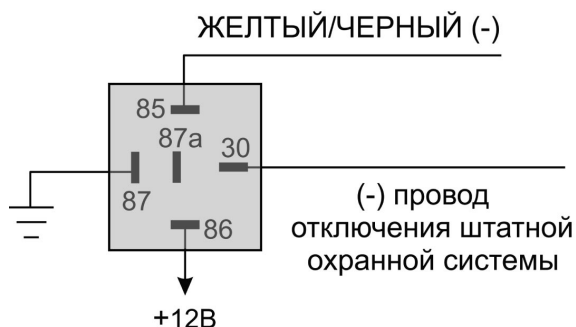 ЖЕЛТЫЙ/ЧЕРНЫЙ (-)
85
87a
30
87
86
(-) провод
отключения штатной
охранной системы
+12В